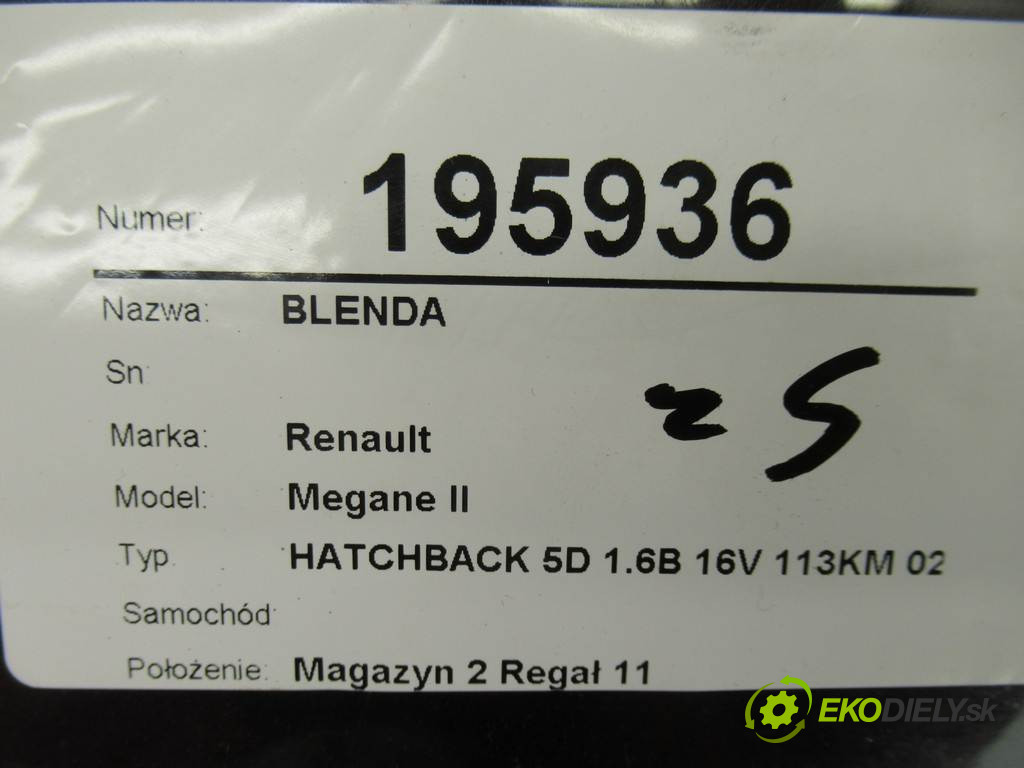 Numer: 195936
Nazwa: BLENDA
Sn
25
Marka: Renault
Model: Megane II
Typ HATCHBACK 5D 1.6B 16V 113KM 02
Samochód
Położenie: Magazyn 2 Regał 11
EKODIELY.sk